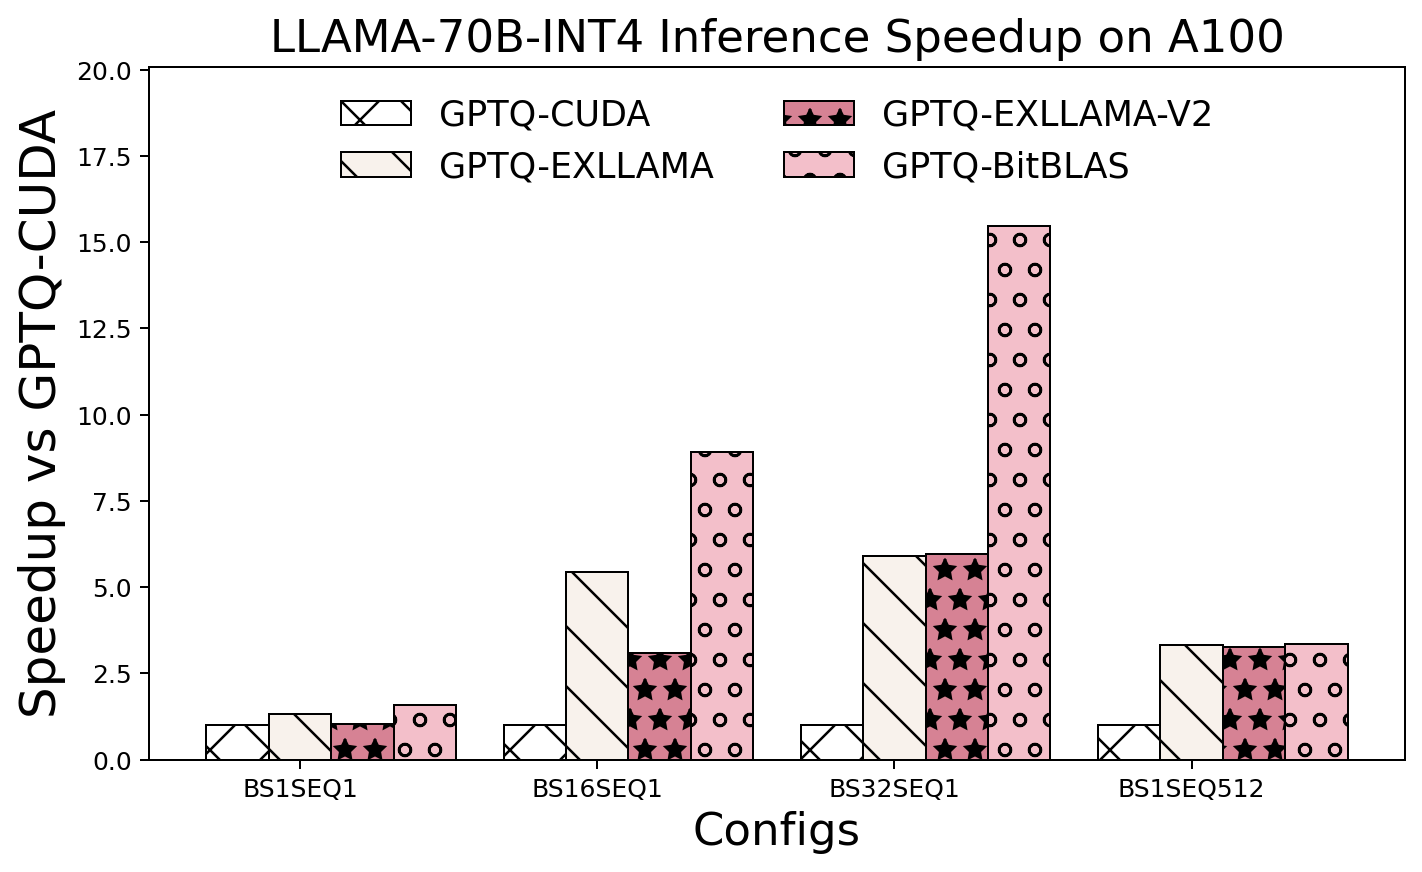 LLAMA-70B-INT4 Inference Speedup on A100
Speedup vs GPTQ-CUDA
20.0
17.5
15.0
12.5
10.0
7.5
5.0
2.5
0.0
GPTQ-CUDA
GPTQ-EXLLAMA
GPTQ-EXLLAMA-V2
GPTQ-BitBLAS
BS1SEQ1
BS16SEQ1
BS32SEQ1
BS1SEQ512
Configs